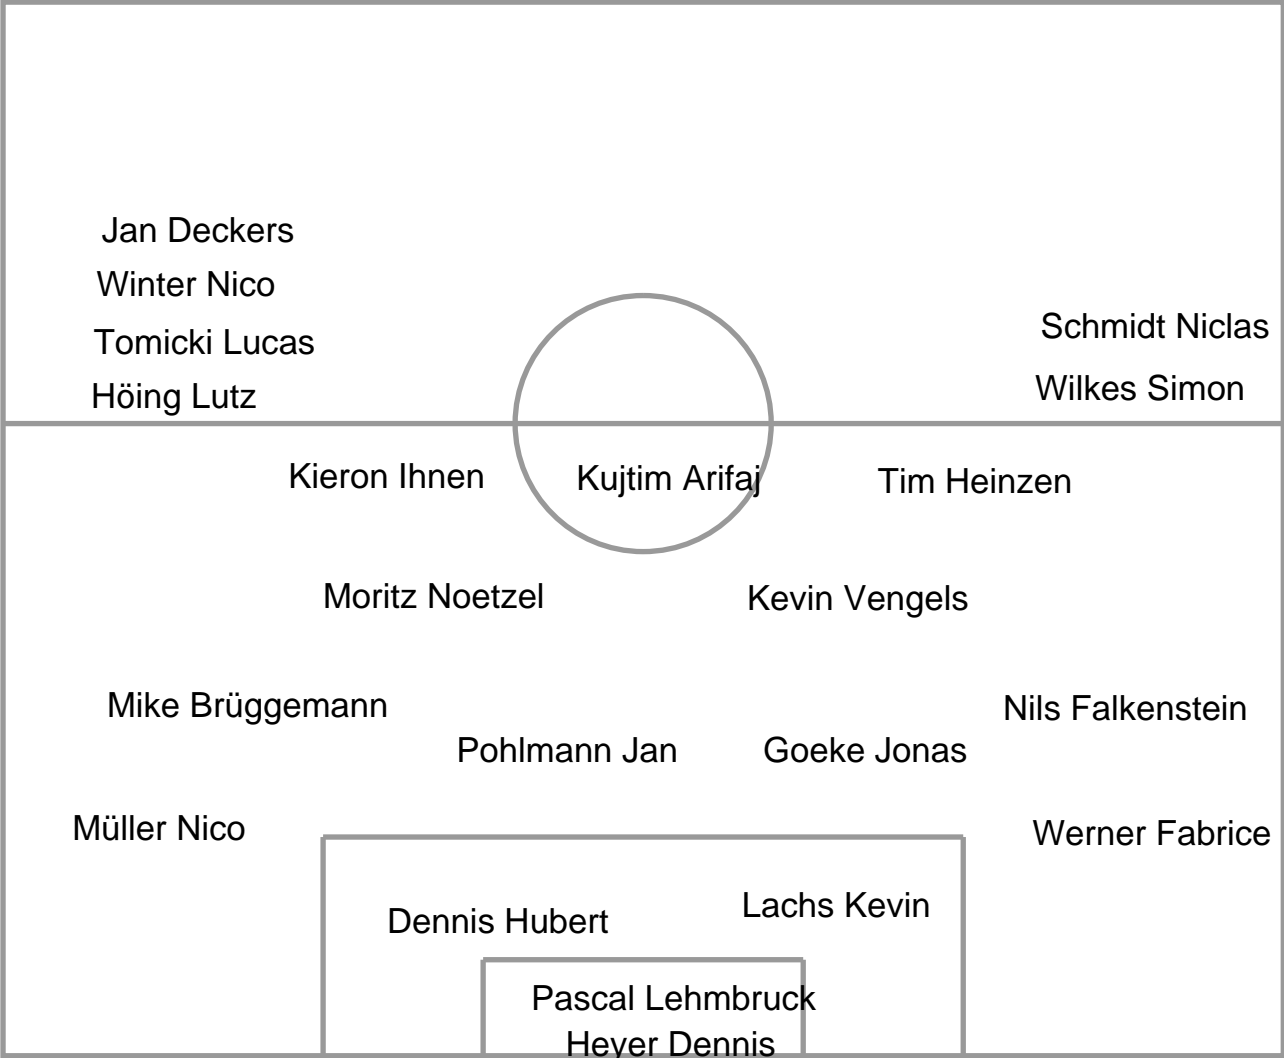 Jan Deckers
Winter Nico
Schmidt Niclas
Tomicki Lucas
Wilkes Simon
Höing Lutz
Kieron Ihnen
Kujtim Arifaj
Tim Heinzen
Moritz Noetzel
Kevin Vengels
Mike Brüggemann
Nils Falkenstein
Pohlmann Jan
Goeke Jonas
Müller Nico
Werner Fabrice
Lachs Kevin
Dennis Hubert
Pascal Lehmbruck
Heyer Dennis